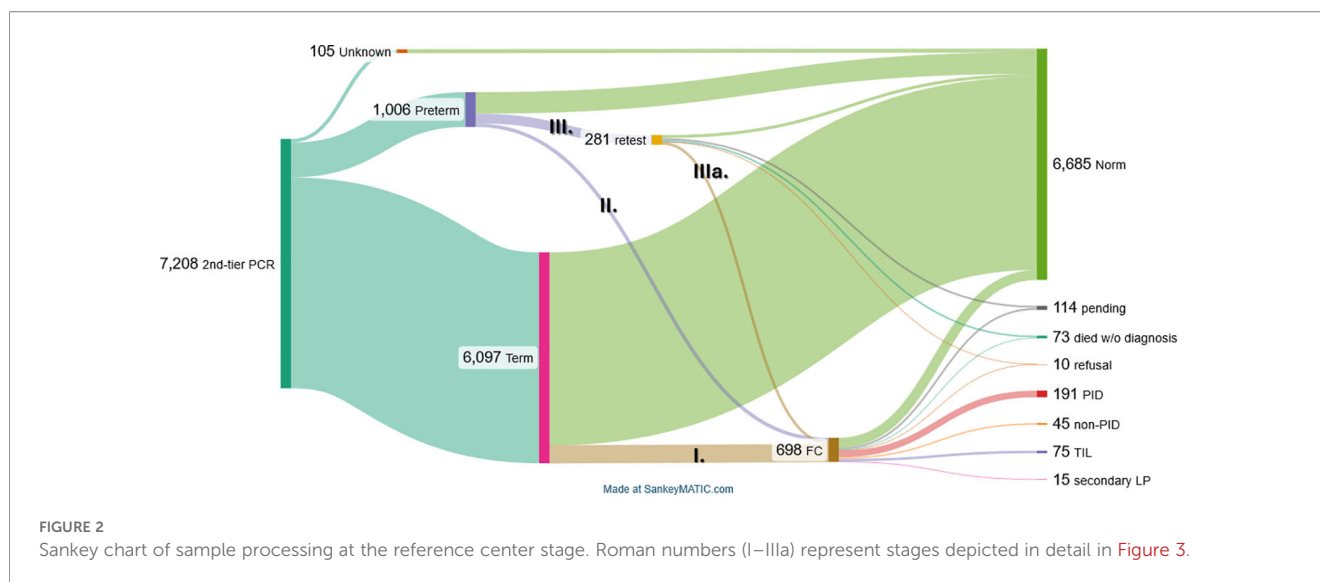 105 Unknown
1,006 Preterm
III.
281 retest
IIIa.
II.
6,685 Norm
7,208 2nd-tier PCR
114 pending
73 died w/o diagnosis
6,097 Term
10 refusal
191 PID
45 non-PID
698 FC
I.
75 TIL
15 secondary LP
Made at SankeyMATIC.com
FIGURE 2
Sankey chart of sample processing at the reference center stage. Roman numbers (I–IIIa) represent stages depicted in detail in Figure 3.